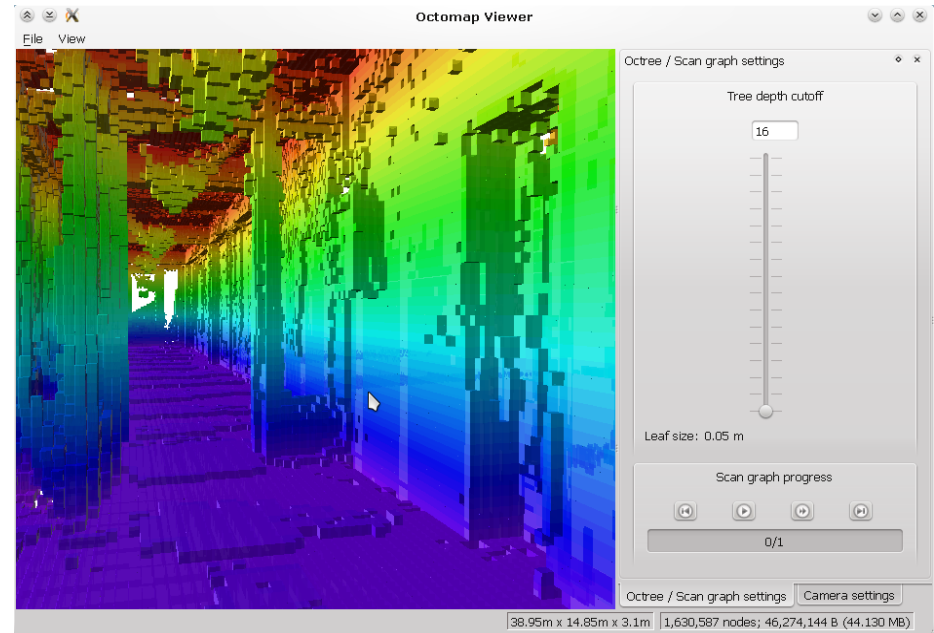 Octomap Viewer
File View
Octree / Scan graph settings
Tree depth cutoff
16
Leaf size: 0.05 m
Scan graph progress
0/1
Octree / Scan graph settings Camera settings
38.95m x 14.85m x 3.1m 1,630,587 nodes; 46,274,144 B (44.130 MB)